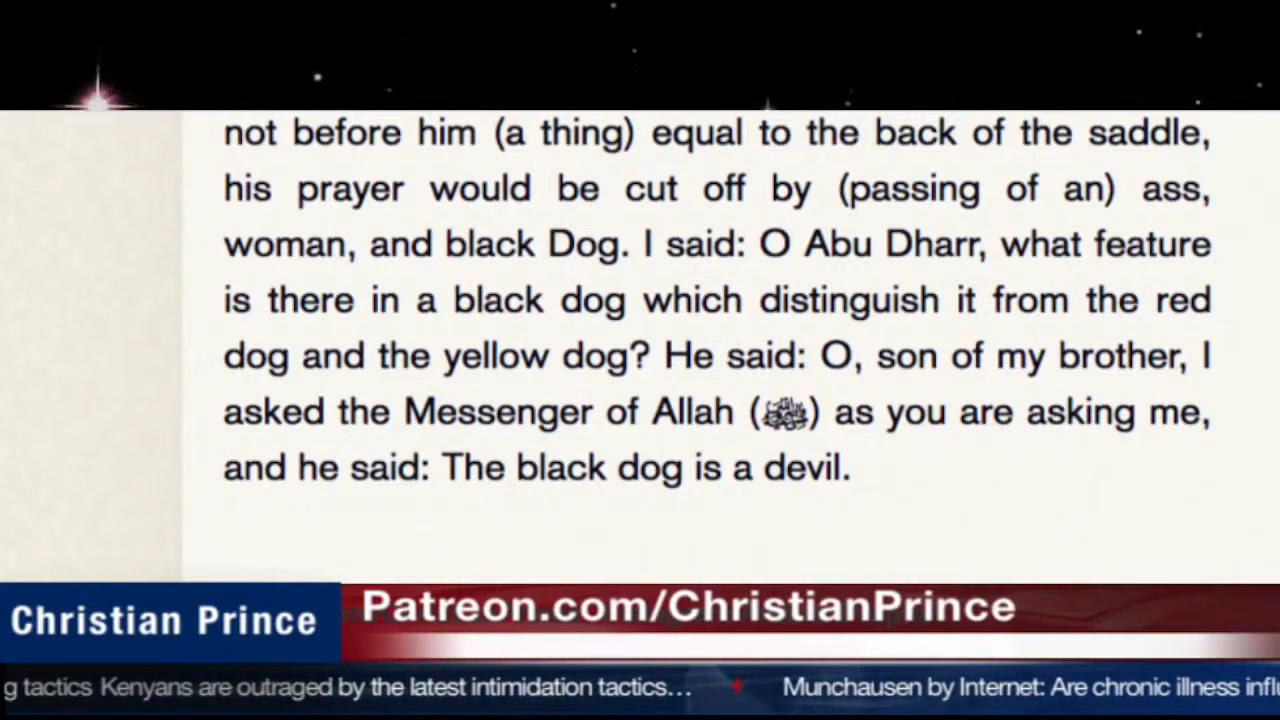 not before him (a thing) equal to the back of the saddle,
his prayer would be cut off by (passing of an) ass,
woman, and black Dog. I said: O Abu Dharr, what feature
is there in a black dog which distinguish it from the red
dog and the yellow dog? He said: O, son of my brother, I
asked the Messenger of Allah (ﷺ) as you are asking me,
and he said: The black dog is a devil.
Christian Prince
Patreon.com/ChristianPrince
g tactics Kenyans are outraged by the latest intimidation tactics... Munchausen by Internet: Are chronic illness influ